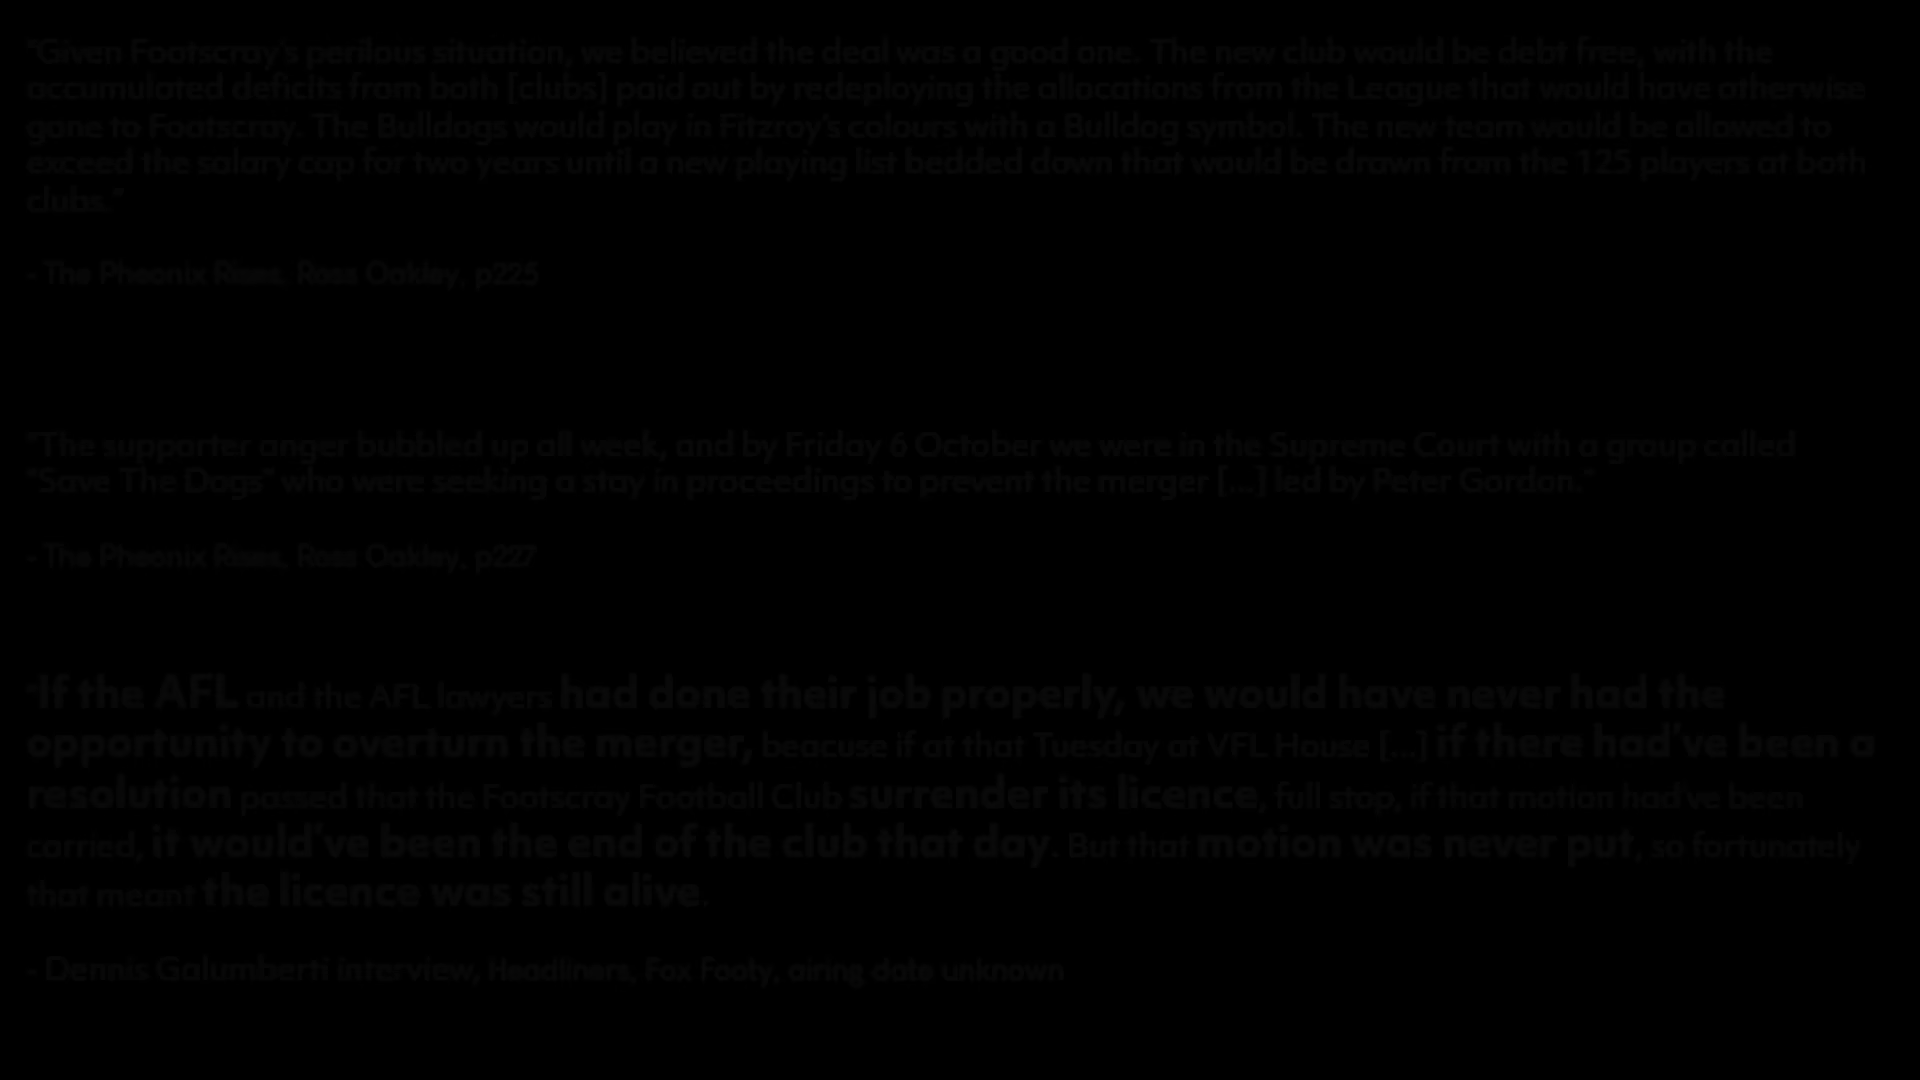 "Given Footscray's perilous situation, we believed the deal was a good one. The new club would be debt free, with the
accumulated deficits from both [clubs] paid out by redeploying the allocations from the League that would have otherwise
gone to Footscray. The Bulldogs would play in Fitzroy's colours with a Bulldog symbol. The new team would be allowed to
exceed the salary cap for two years until a new playing list bedded down that would be drawn from the 125 players at both
clubs."
- The Pheonix Rises, Ross Oakley, p225
"The supporter anger bubbled up all week, and by Friday 6 October we were in the Supreme Court with a group called
"Save The Dogs" who were seeking a stay in proceedings to prevent the merger [...] led by Peter Gordon."
- The Pheonix Rises, Ross Oakley, p227
"If the AFL and the AFL lawyers had done their job properly, we would have never had the
opportunity to overturn the merger, beacuse if at that Tuesday at VFL House [...] if there had've been a
resolution passed that the Footscray Football Club surrender its licence, full stop, if that motion had've been
carried, it would've been the end of the club that day. But that motion was never put, so fortunately
that meant the licence was still alive.
- Dennis Galumberti interview, Headliners, Fox Footy, airing date unknown